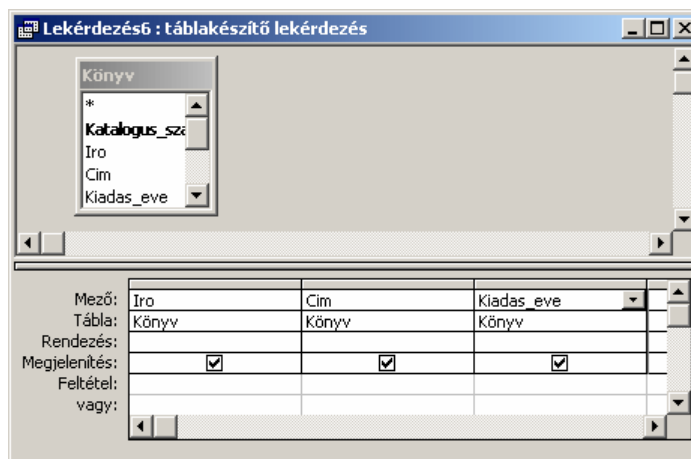 Lekérdezés6 : táblakészítő lekérdezés
Könyv
*
Katalogus_sza
Iro
Cim
Kiadas_eve
Mező: Iro Cim Kiadas_eve
Tábla: Könyv Könyv Könyv
Rendezés:
Megjelenítés:
Feltétel:
vagy: